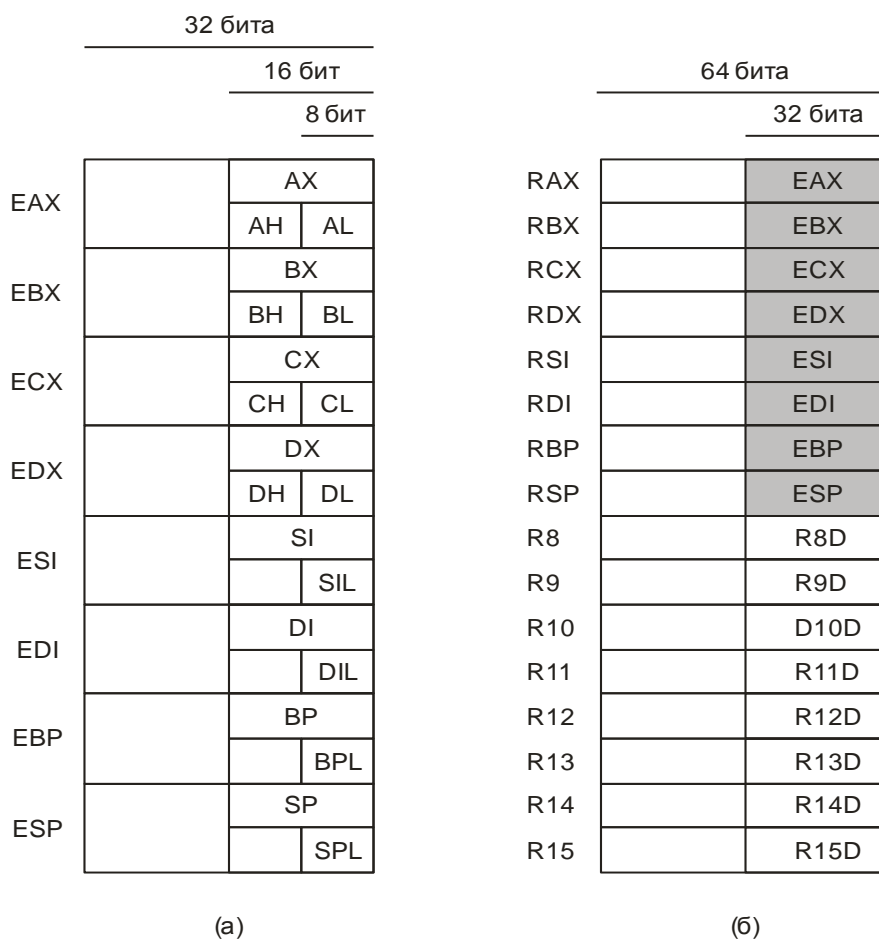 32 бита
16 бит
8 бит
EAX
AX
AH AL
EBX
BX
BH BL
ECX
CX
CH CL
EDX
DX
DH DL
ESI
SI
SIL
EDI
DI
DIL
EBP
BP
BPL
ESP
SP
SPL
(а)
64 бита
32 бита
RAX EAX
RBX EBX
RCX ECX
RDX EDX
RSI ESI
RDI EDI
RBP EBP
RSP ESP
R8 R8D
R9 R9D
R10 D10D
R11 R11D
R12 R12D
R13 R13D
R14 R14D
R15 R15D
(б)